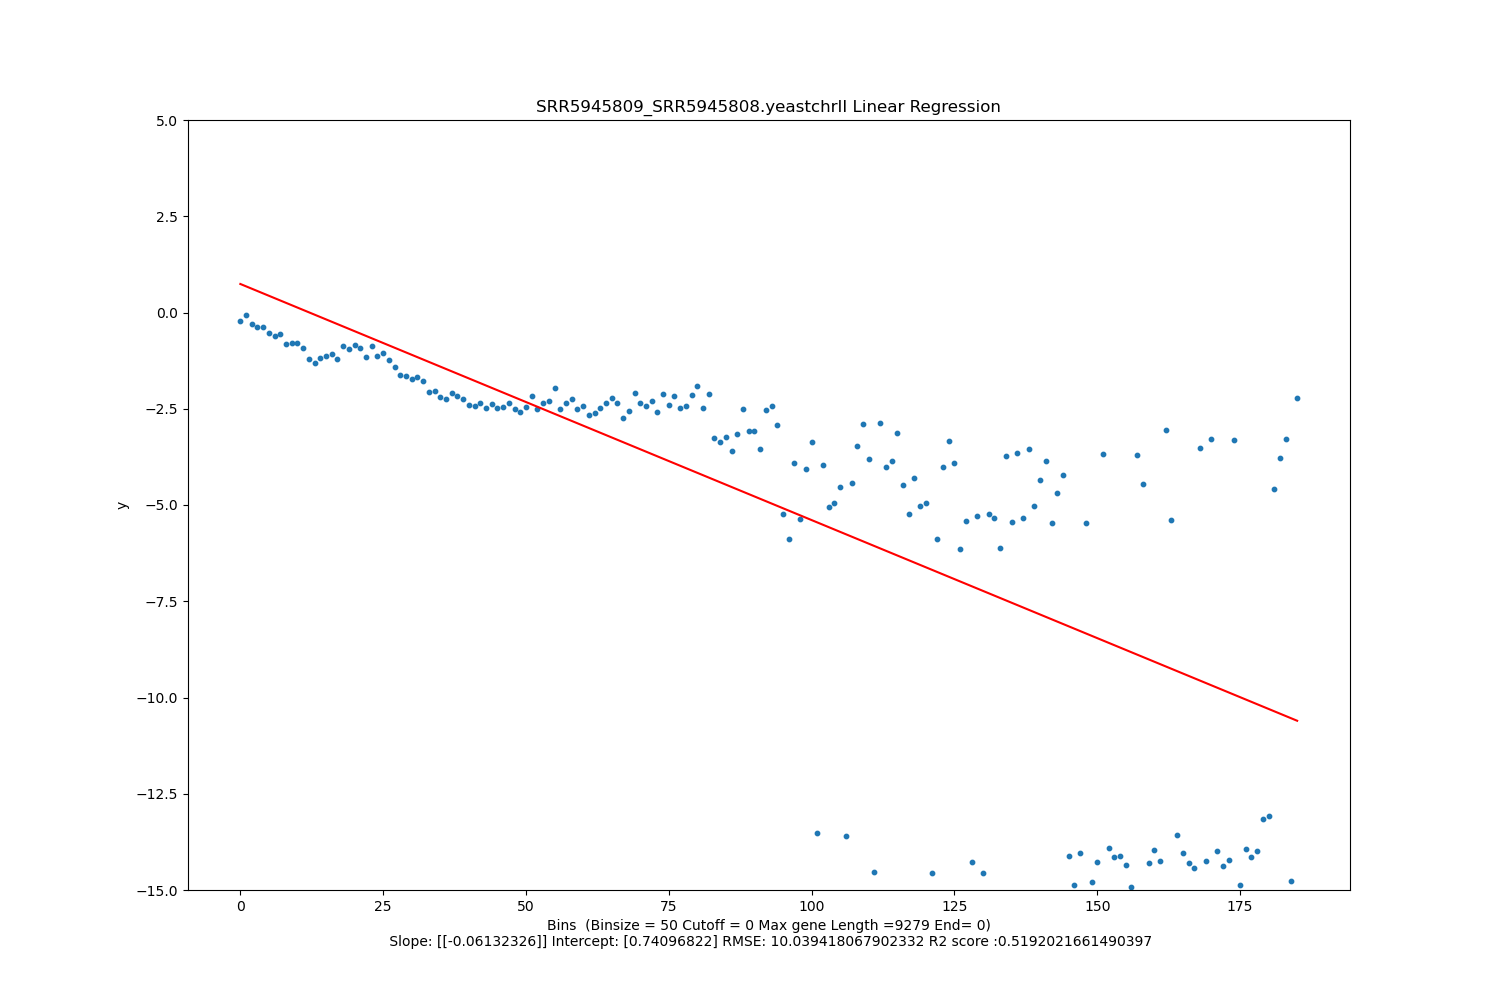 SRR5945809_SRR5945808.yeastchrII Linear Regression
5.0
2.5
0.0
−2.5
−5.0
−7.5
−10.0
−12.5
−15.0
y
0 25 50 75 100 125 150 175
Bins  (Binsize = 50 Cutoff = 0 Max gene Length =9279 End= 0)
Slope: [[-0.06132326]] Intercept: [0.74096822] RMSE: 10.039418067902332 R2 score :0.5192021661490397